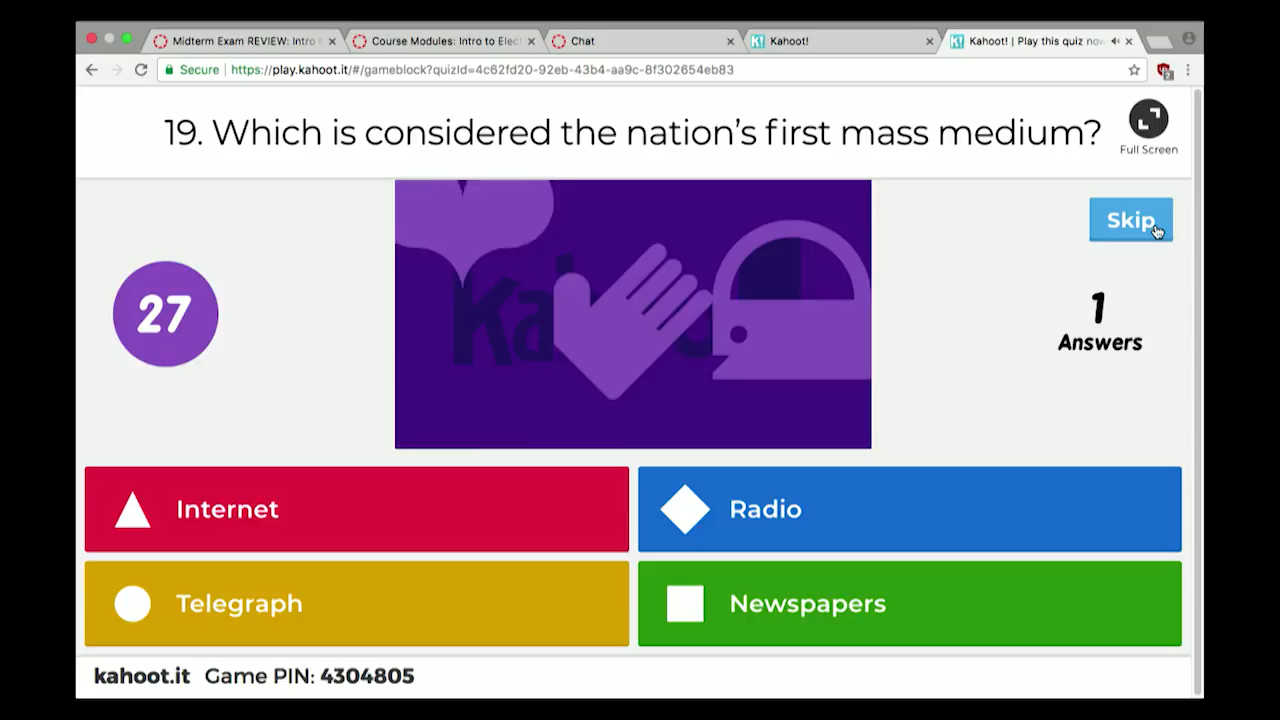 Midterm Exam REVIEW: Intro t
Course Modules: Intro to Elect
Chat
Kahoot!
Kahoot! | Play this quiz now
Secure
https://play.kahoot.it/#/gameblock?quizId=4c62fd20-92eb-43b4-aa9c-8f302654eb83
19. Which is considered the nation's first mass medium?
Full Screen
Skip
27
1
Answers
Internet
Radio
Telegraph
Newspapers
kahoot.it Game PIN: 4304805